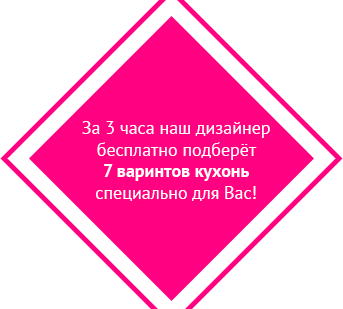 За 3 часа наш дизайнер
бесплатно подберёт
7 варинтов кухонь
специально для Вас!